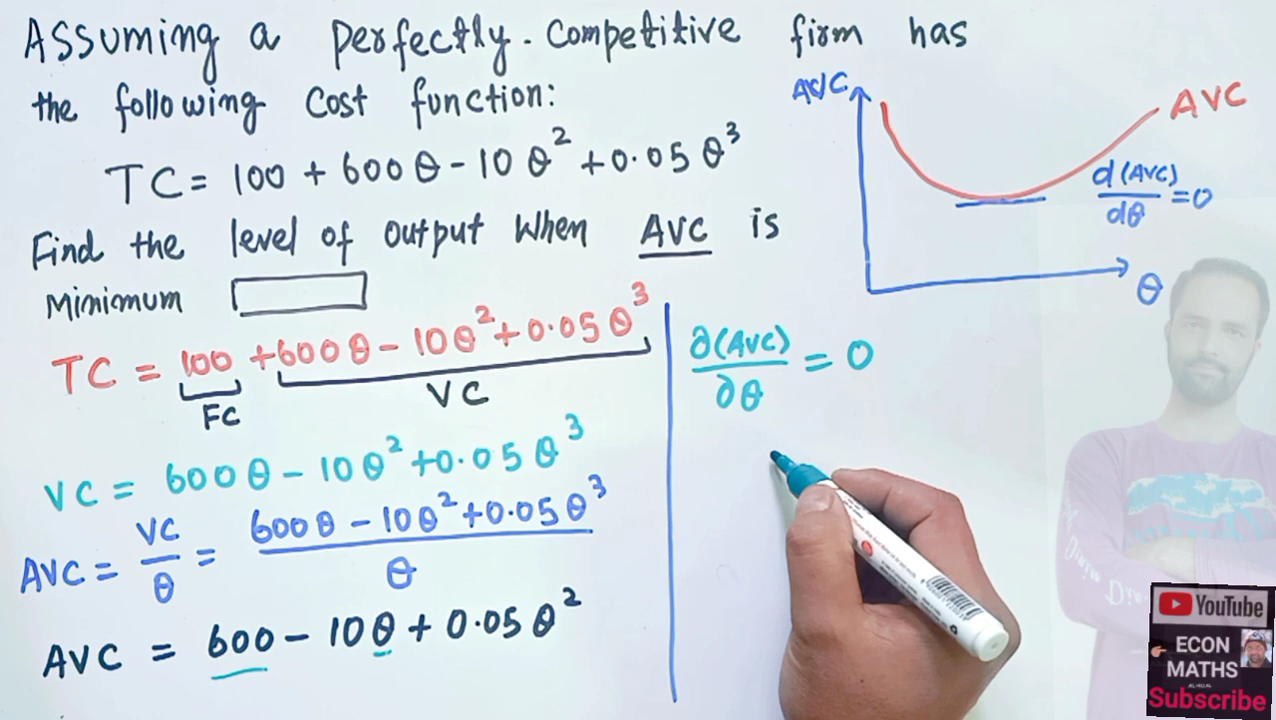 Assuming a perfectly-competitive firm has
the following cost function:
TC = 100 + 600θ - 10θ² + 0.05θ³
Find the level of output when AVC is
Minimum
TC = 100 + 600θ - 10θ² + 0.05θ³
FC VC
VC = 600θ - 10θ² + 0.05θ³
AVC = VC/θ = (600θ - 10θ² + 0.05θ³)/θ
AVC = 600 - 10θ + 0.05θ²
AVC
AVC
d(AVC)/dθ = 0
θ
∂(AVC)/∂θ = 0
YouTube
ECON
MATHS
Subscribe